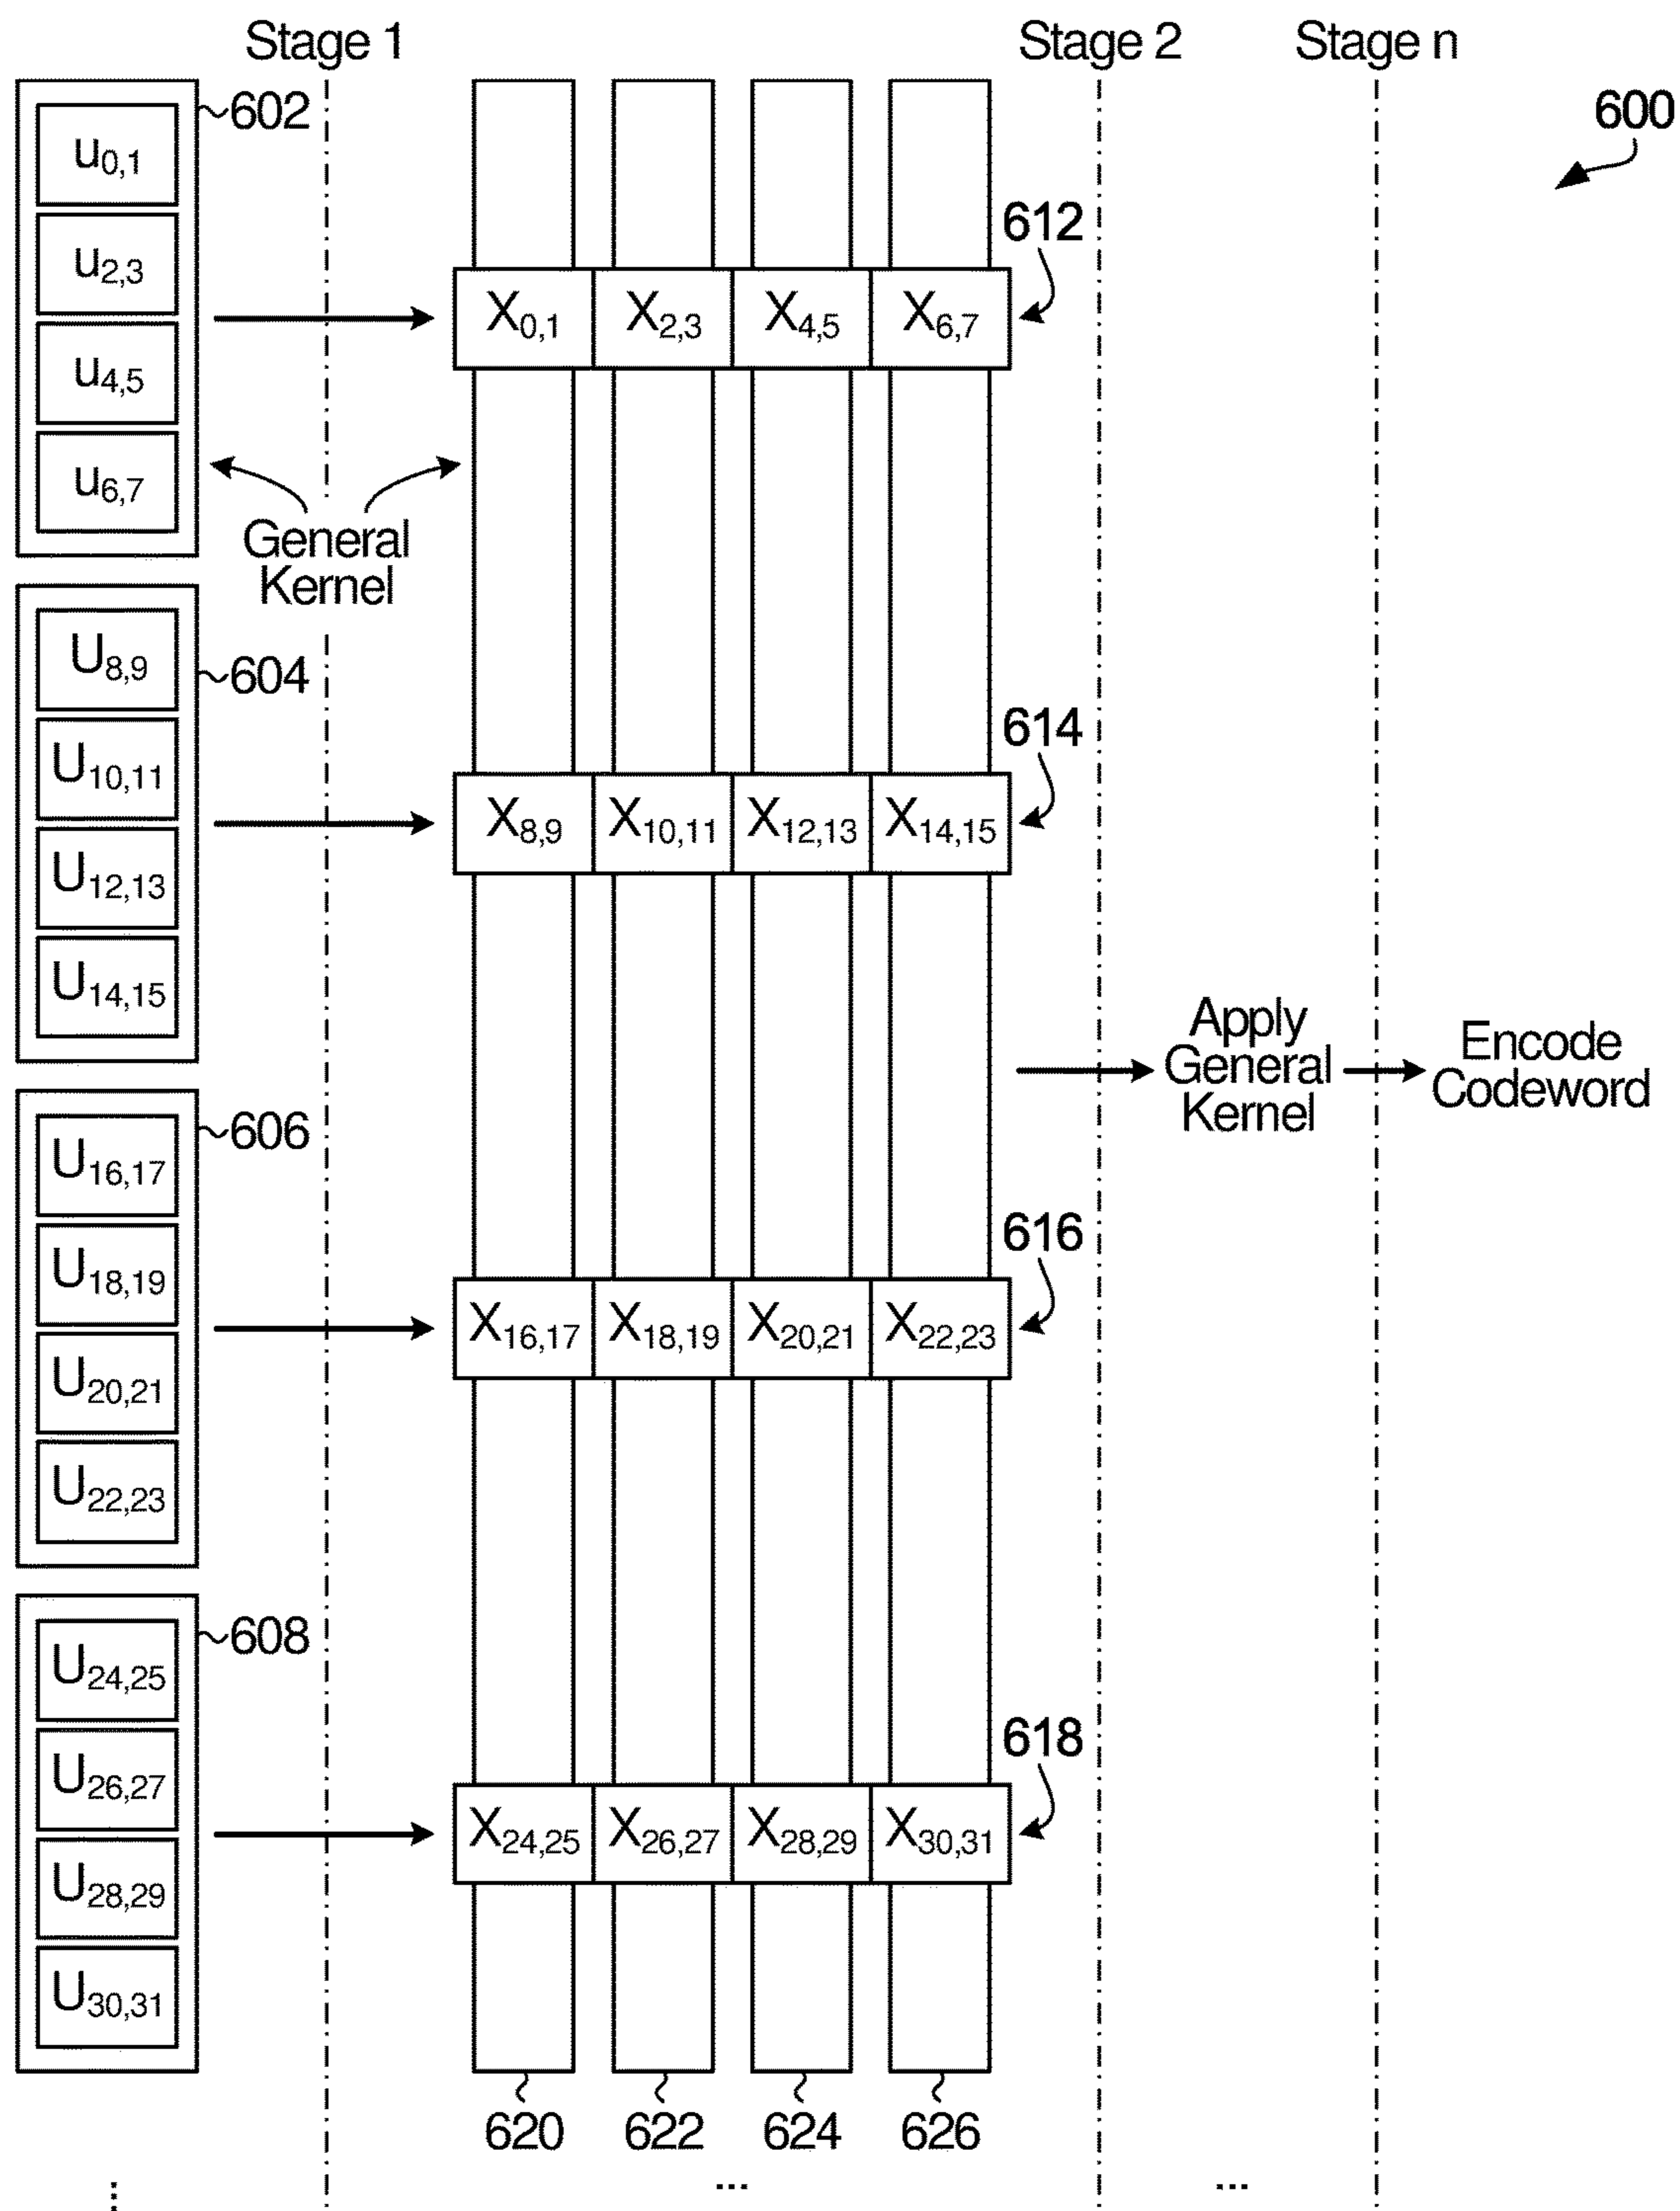 Stage 1
Stage 2
Stage n
600
602
u0,1
u2,3
u4,5
u6,7
612
X0,1 X2,3 X4,5 X6,7
General
Kernel
604
U8,9
U10,11
U12,13
U14,15
614
X8,9 X10,11 X12,13 X14,15
Apply
General
Kernel
Encode
Codeword
606
U16,17
U18,19
U20,21
U22,23
616
X16,17 X18,19 X20,21 X22,23
608
U24,25
U26,27
U28,29
U30,31
618
X24,25 X26,27 X28,29 X30,31
620 622 624 626
⋮ ... ...